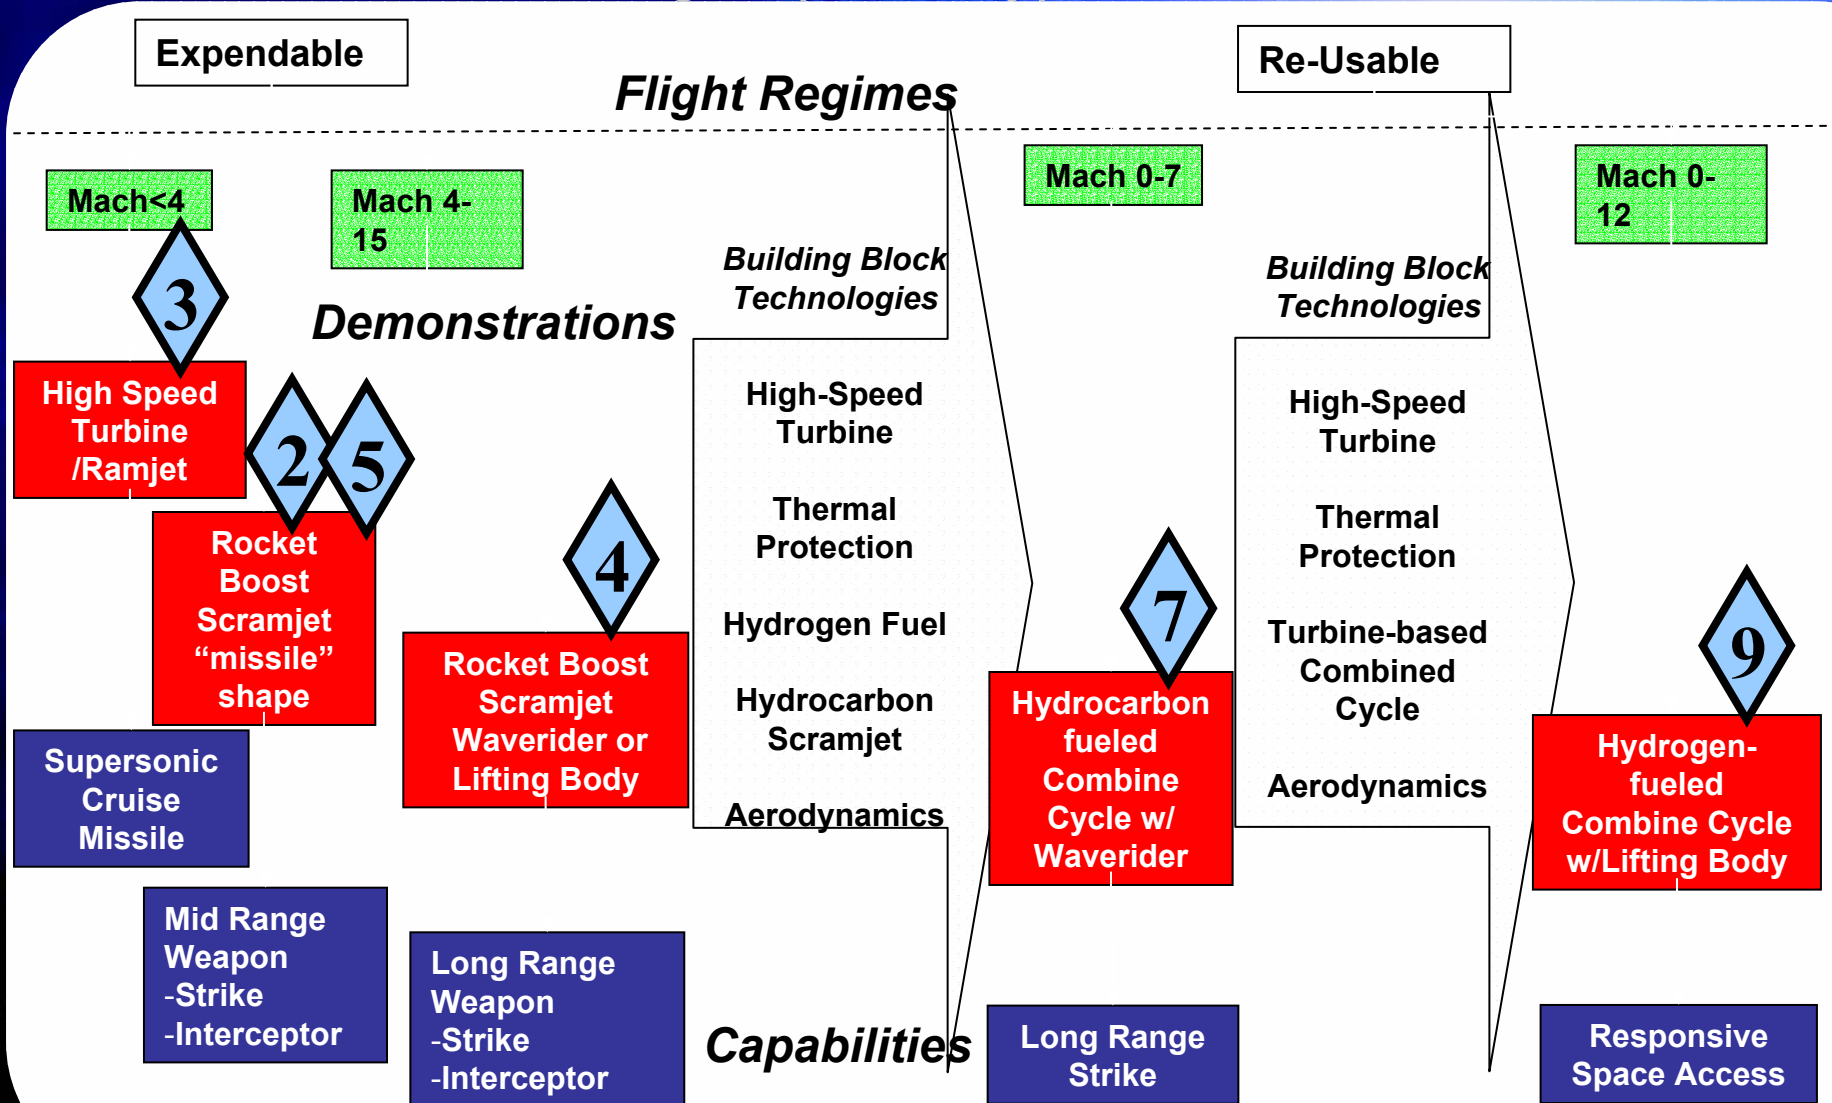 Expendable
Re-Usable
Flight Regimes
Mach<4
Mach 4-
15
Mach 0-7
Mach 0-
12
Demonstrations
3
High Speed
Turbine
/Ramjet
2
5
Rocket
Boost
Scramjet
“missile”
shape
4
Rocket Boost
Scramjet
Waverider or
Lifting Body
Building Block
Technologies
High-Speed
Turbine
Thermal
Protection
Hydrogen Fuel
Hydrocarbon
Scramjet
Aerodynamics
7
Hydrocarbon
fueled
Combine
Cycle w/
Waverider
Building Block
Technologies
High-Speed
Turbine
Thermal
Protection
Turbine-based
Combined
Cycle
Aerodynamics
9
Hydrogen-
fueled
Combine Cycle
w/Lifting Body
Supersonic
Cruise
Missile
Mid Range
Weapon
-Strike
-Interceptor
Long Range
Weapon
-Strike
-Interceptor
Capabilities
Long Range
Strike
Responsive
Space Access